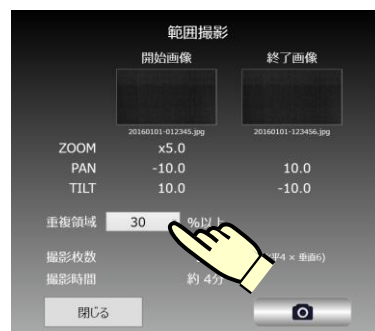 範囲撮影
開始画像 終了画像
20160101-012345.jpg 20160101-123456.jpg
ZOOM x5.0
PAN -10.0 10.0
TILT 10.0 -10.0
重複領域 30 %以上
撮影枚数 4 × 垂直6)
撮影時間 約 4分
閉じる